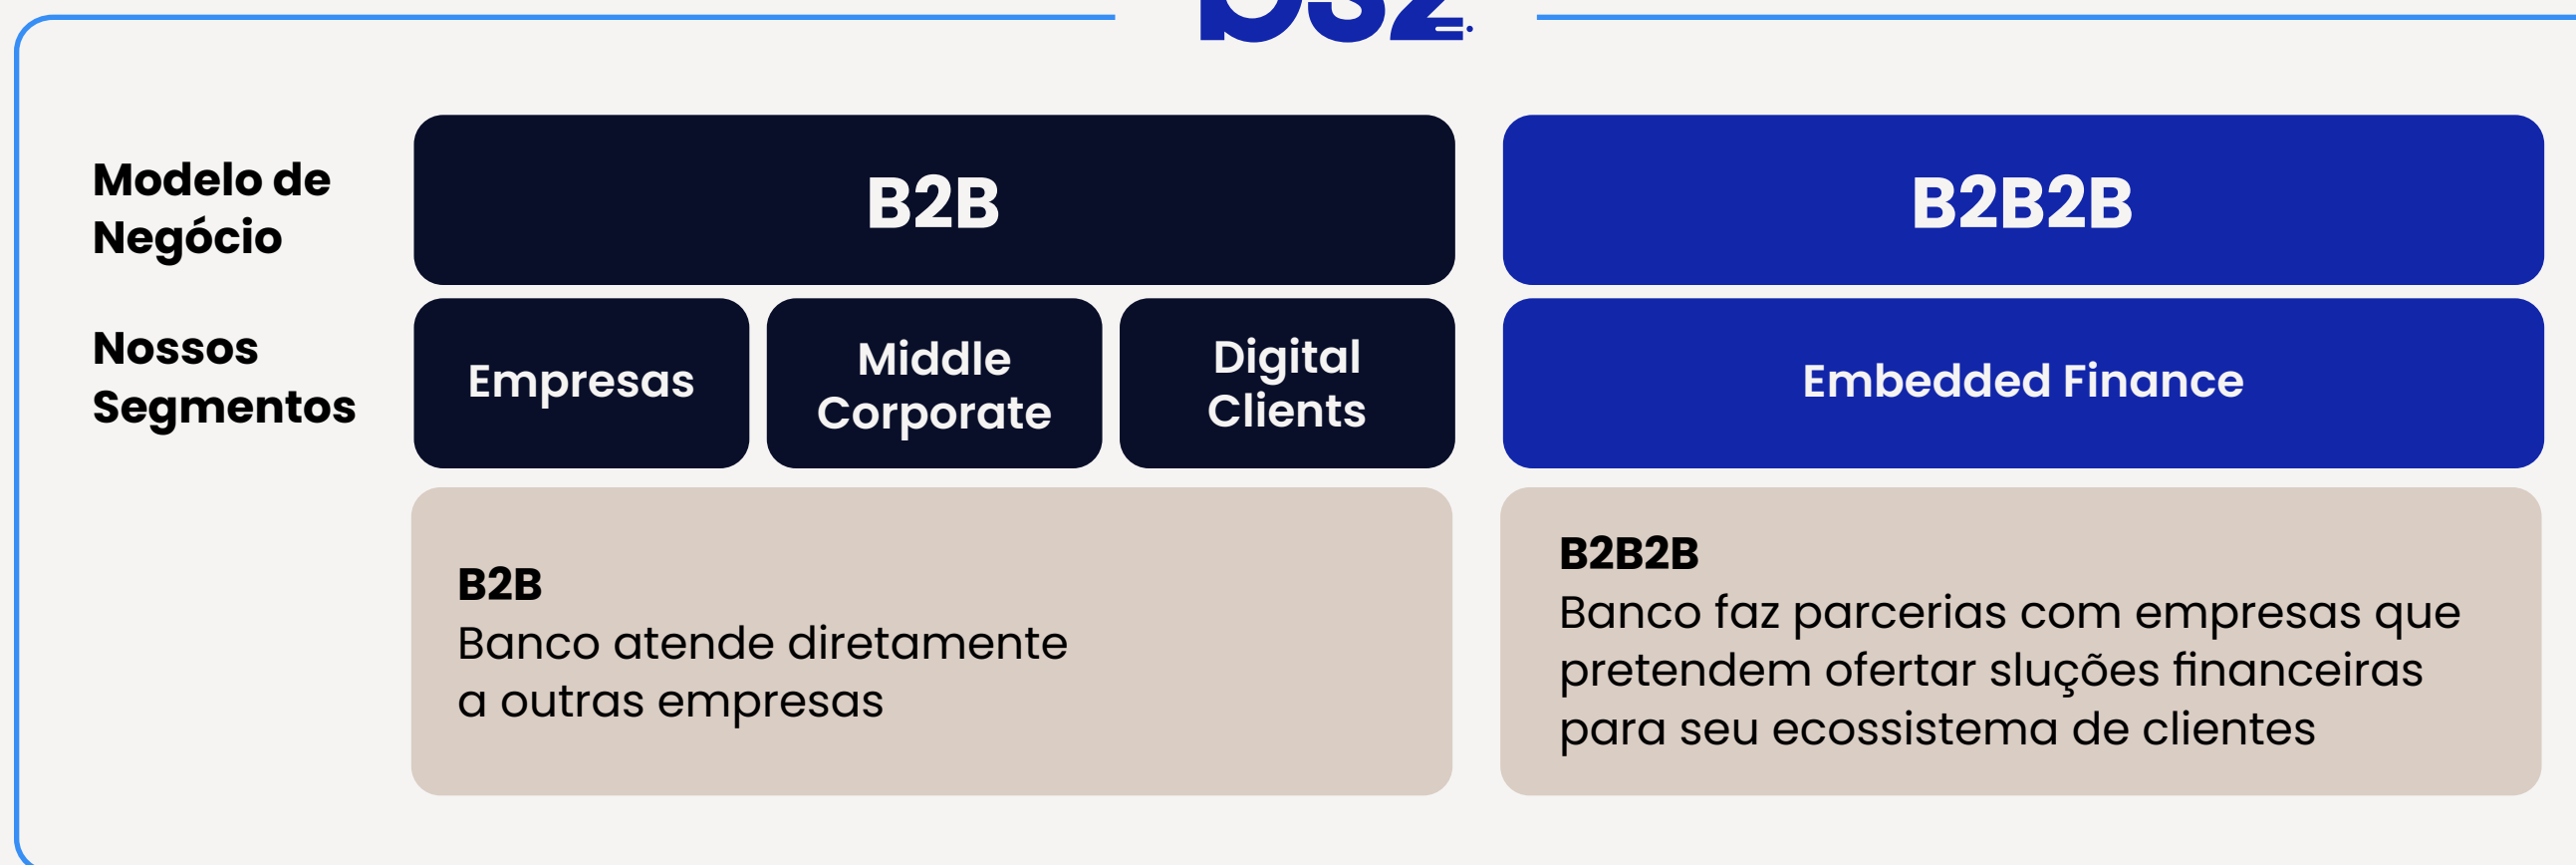 bs2
Modelo de
Negócio
B2B
B2B2B
Nossos
Segmentos
Empresas
Middle
Corporate
Digital
Clients
Embedded Finance
B2B
Banco atende diretamente
a outras empresas
B2B2B
Banco faz parcerias com empresas que
pretendem ofertar sluções financeiras
para seu ecossistema de clientes